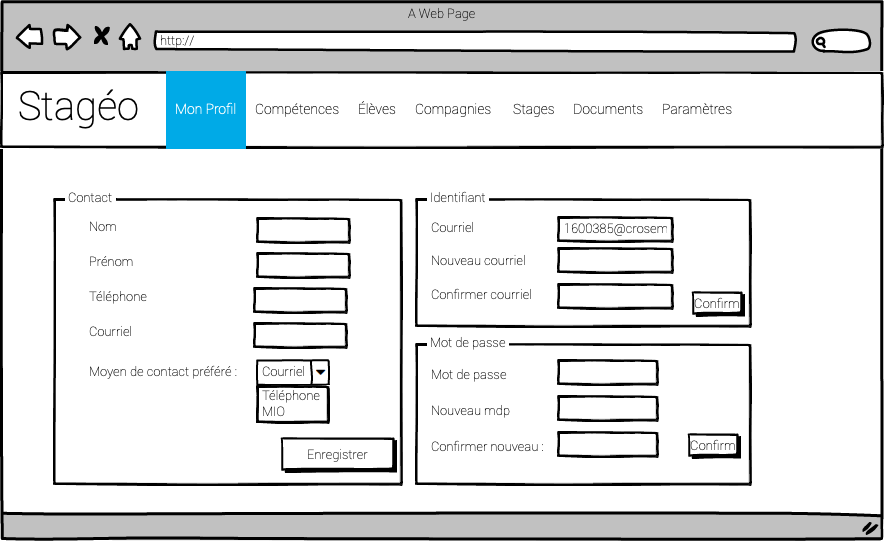 A Web Page
http://
Stagéo
Mon Profil Compétences Élèves Compagnies Stages Documents Paramètres
Contact
Nom
Prénom
Téléphone
Courriel
Moyen de contact préféré : Courriel
Téléphone
MIO
Enregistrer
Identifiant
Courriel 1600385@crosem
Nouveau courriel
Confirmer courriel
Confirm
Mot de passe
Mot de passe
Nouveau mdp
Confirmer nouveau :
Confirm